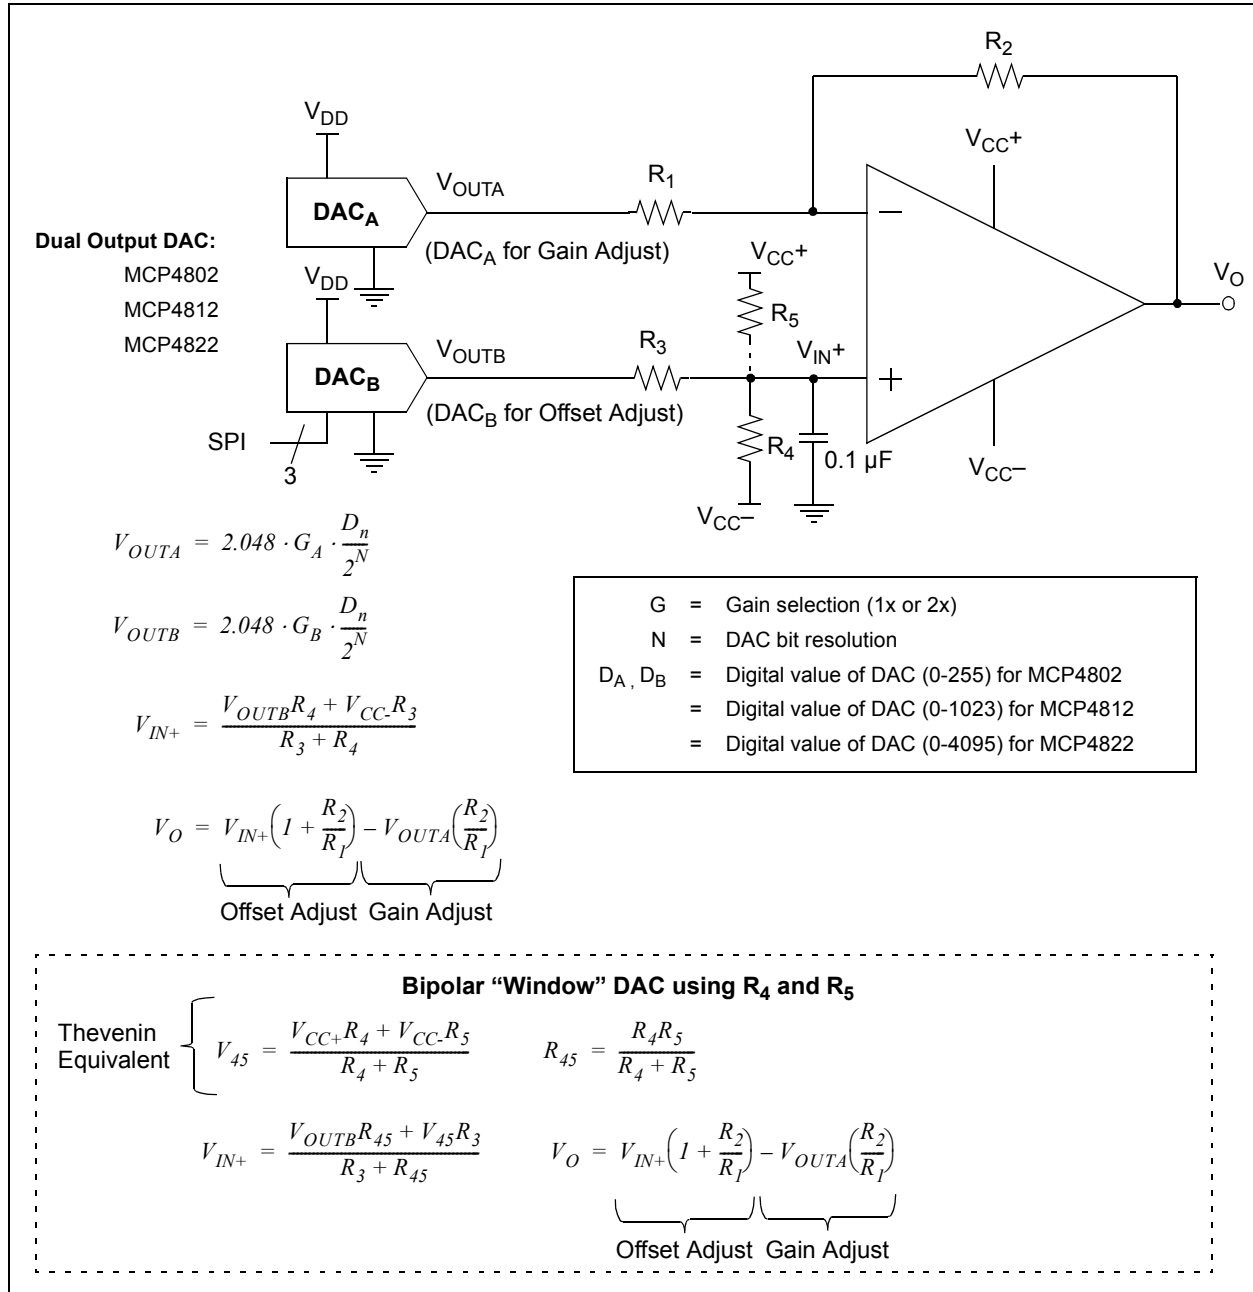 R2
VDD
VCC+
VOUTA
R1
DACA
−
Dual Output DAC:
(DACA for Gain Adjust)
VCC+
MCP4802
VDD
VO
MCP4812
R5
MCP4822
VOUTB
R3
VIN+
DACB
+
(DACB for Offset Adjust)
SPI
R4
0.1 µF
VCC–
3
VCC–
VOUTA = 2.048 · GA · Dn/2^N
VOUTB = 2.048 · GB · Dn/2^N
VIN+ = (VOUTBR4 + VCC-R3)/(R3 + R4)
VO = VIN+(1 + R2/R1) – VOUTA(R2/R1)
Offset Adjust Gain Adjust
G = Gain selection (1x or 2x)
N = DAC bit resolution
DA , DB = Digital value of DAC (0-255) for MCP4802
= Digital value of DAC (0-1023) for MCP4812
= Digital value of DAC (0-4095) for MCP4822
Bipolar “Window” DAC using R4 and R5
Thevenin
Equivalent
V45 = (VCC+R4 + VCC-R5)/(R4 + R5) R45 = R4R5/(R4 + R5)
VIN+ = (VOUTBR45 + V45R3)/(R3 + R45) VO = VIN+(1 + R2/R1) – VOUTA(R2/R1)
Offset Adjust Gain Adjust